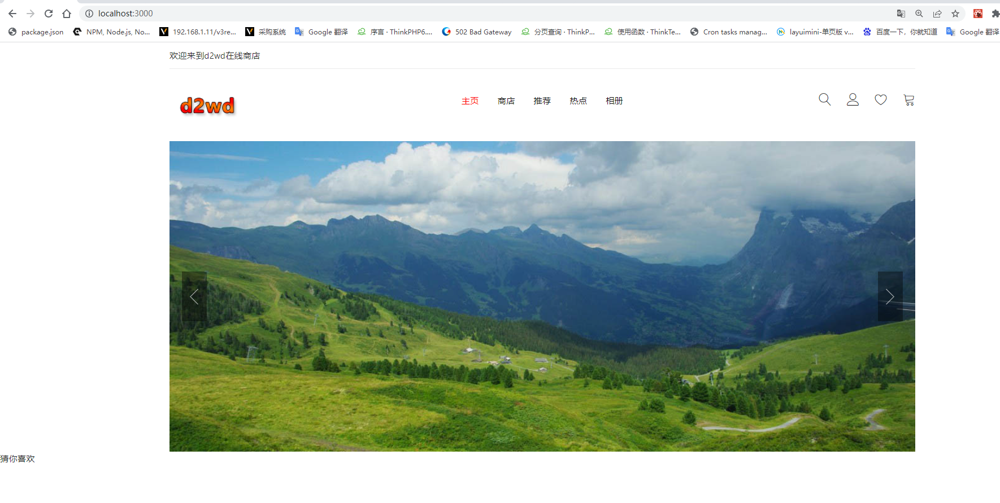 localhost:3000
package.json NPM, Node.js, No... 192.168.1.11/v3re... 采购系统 Google 翻译 序言 · ThinkPHP6.... 502 Bad Gateway 分页查询 · ThinkP... 使用函数 · ThinkTe... Cron tasks manag... layuimini-单页版 v... 百度一下，你就知道 Google 翻译
欢迎来到d2wd在线商店
d2wd 主页 商店 推荐 热点 相册
猜你喜欢